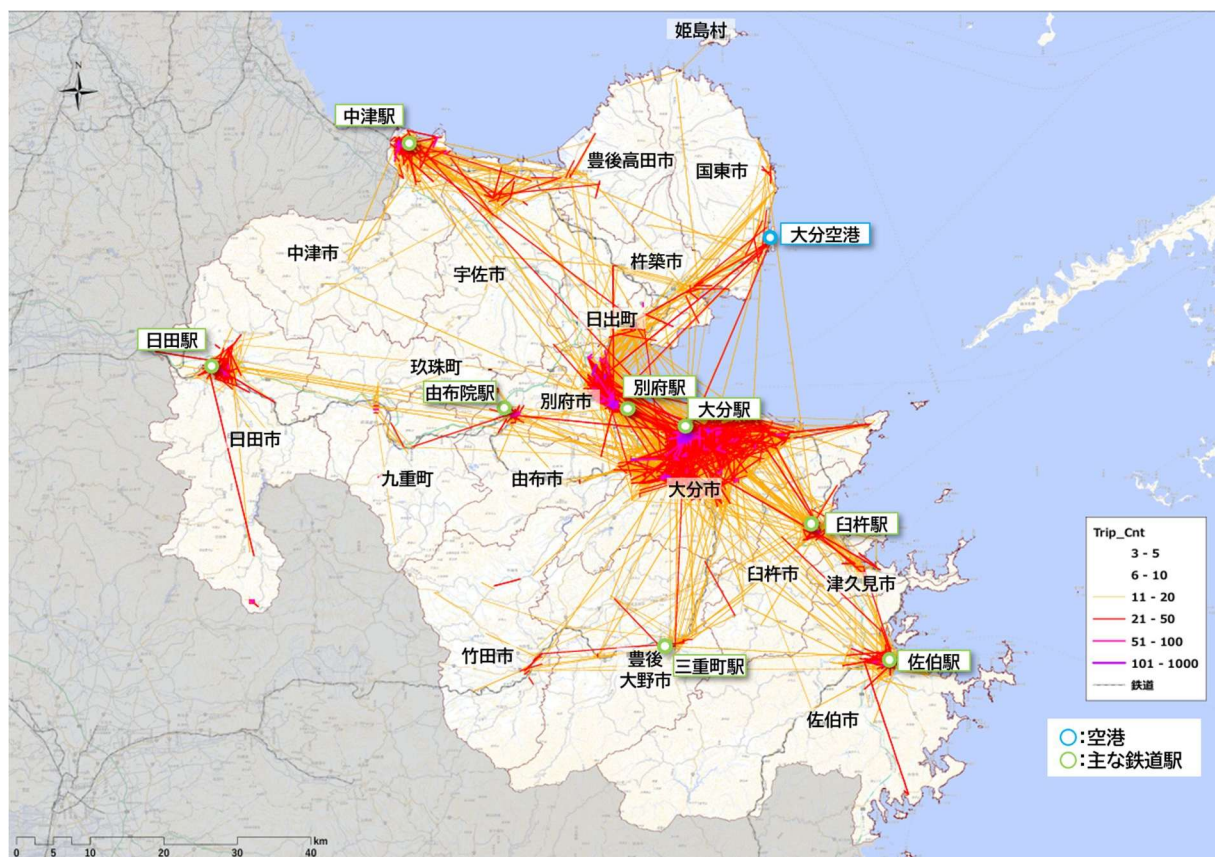 姫島村
N
中津駅
豊後高田市
国東市
大分空港
中津市
宇佐市
杵築市
日出町
日田駅
玖珠町
由布院駅
別府市
別府駅
大分駅
日田市
九重町
由布市
大分市
臼杵駅
臼杵市
津久見市
竹田市
豊後
大野市
三重町駅
佐伯駅
佐伯市
Trip_Cnt
3 - 5
6 - 10
11 - 20
21 - 50
51 - 100
101 - 1000
鉄道
:空港
:主な鉄道駅
km
0 5 10 20 30 40